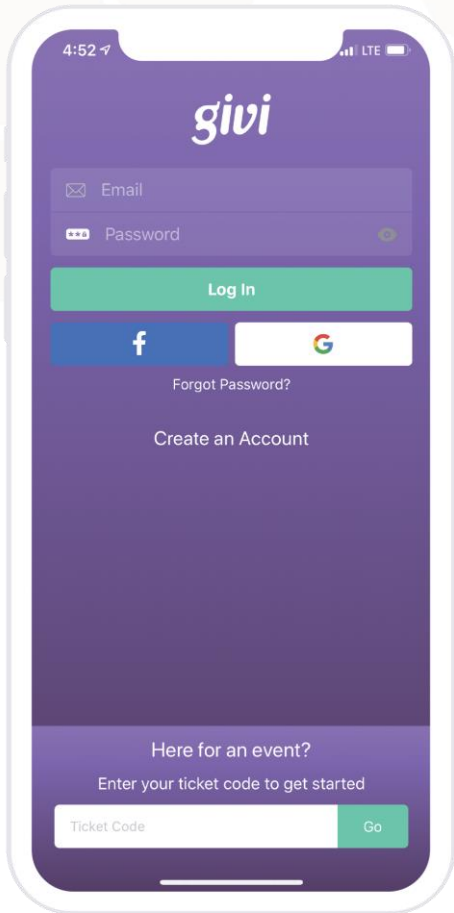 4:52
LTE
givi
Email
Password
Log In
f G
Forgot Password?
Create an Account
Here for an event?
Enter your ticket code to get started
Ticket Code
Go